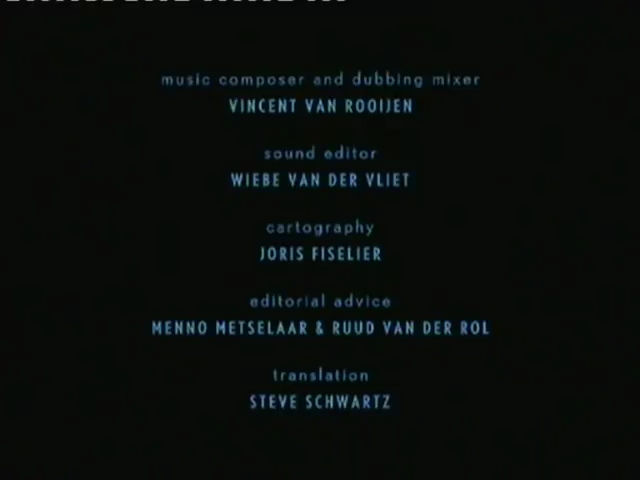 music composer and dubbing mixer
VINCENT VAN ROOIJEN
sound editor
WIEBE VAN DER VLIET
cartography
JORIS FISELIER
editorial advice
MENNO METSELAAR & RUUD VAN DER ROL
translation
STEVE SCHWARTZ